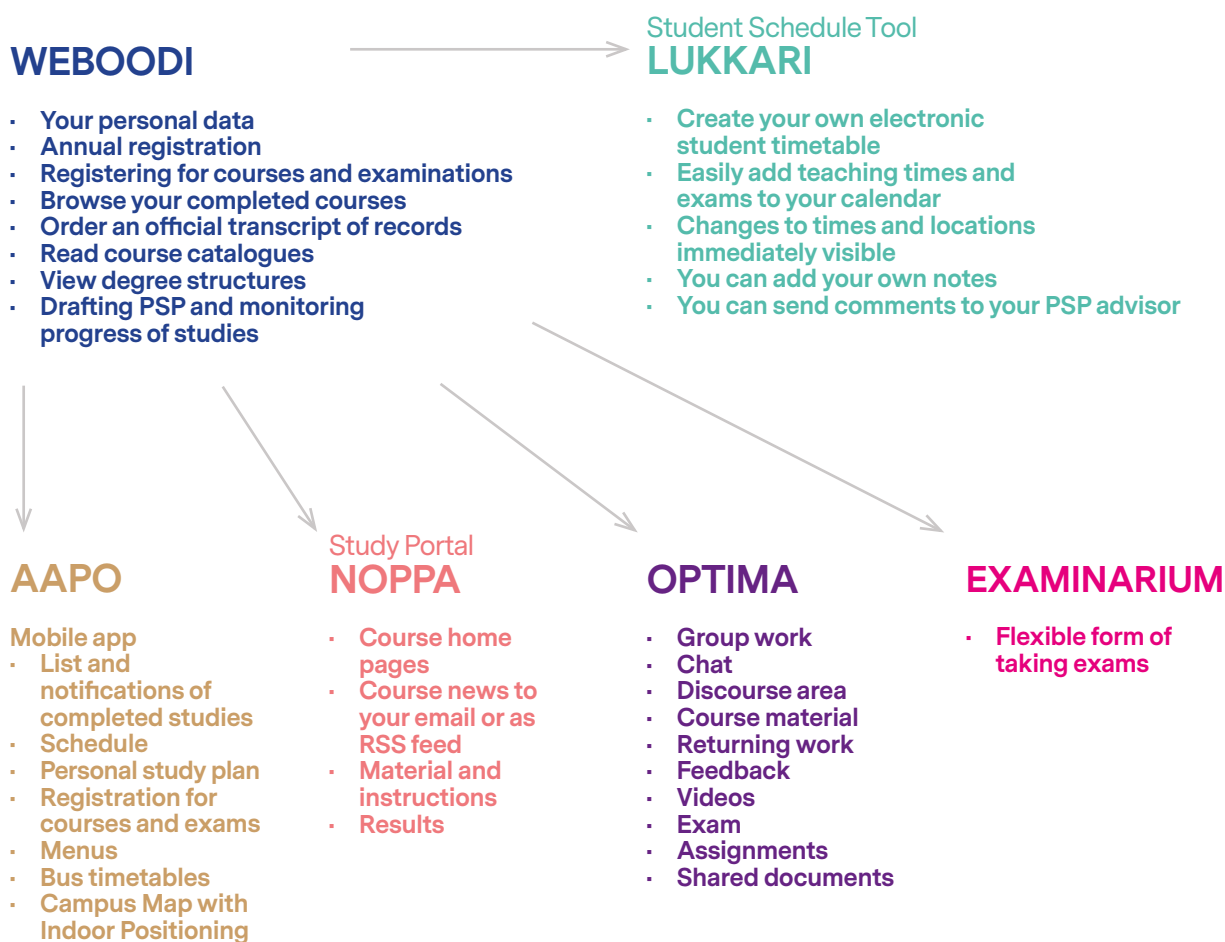 WEBOODI
· Your personal data
· Annual registration
· Registering for courses and examinations
· Browse your completed courses
· Order an official transcript of records
· Read course catalogues
· View degree structures
· Drafting PSP and monitoring
progress of studies
Student Schedule Tool
LUKKARI
· Create your own electronic
student timetable
· Easily add teaching times and
exams to your calendar
· Changes to times and locations
immediately visible
· You can add your own notes
· You can send comments to your PSP advisor
AAPO
Mobile app
· List and
notifications of
completed studies
· Schedule
· Personal study plan
· Registration for
courses and exams
· Menus
· Bus timetables
· Campus Map with
Indoor Positioning
Study Portal
NOPPA
· Course home
pages
· Course news to
your email or as
RSS feed
· Material and
instructions
· Results
OPTIMA
· Group work
· Chat
· Discourse area
· Course material
· Returning work
· Feedback
· Videos
· Exam
· Assignments
· Shared documents
EXAMINARIUM
· Flexible form of
taking exams